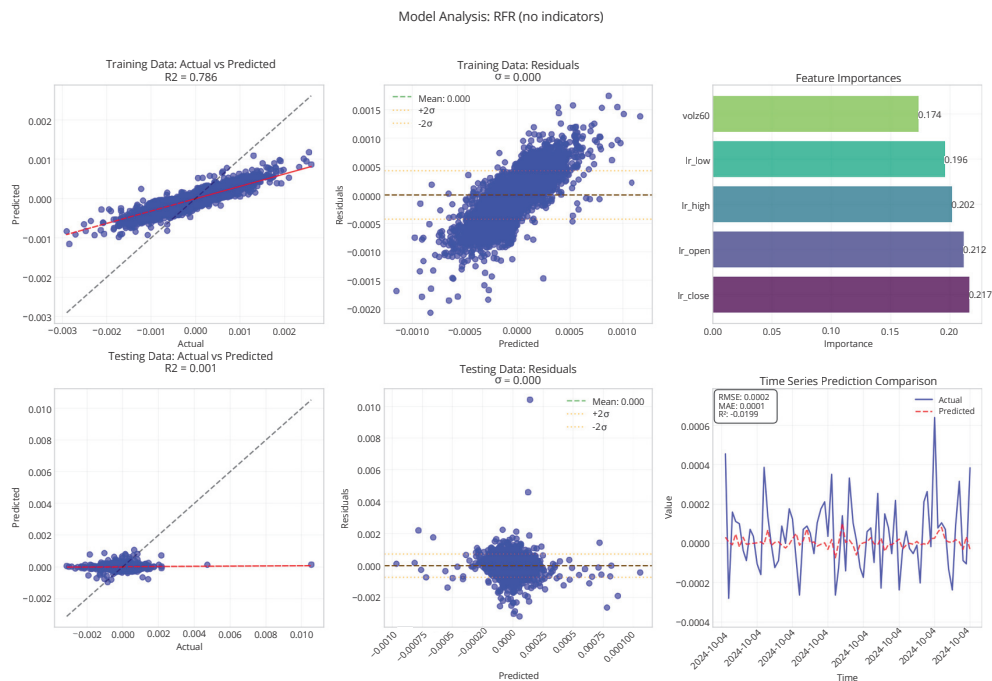 Model Analysis: RFR (no indicators)
Training Data: Actual vs Predicted
R2 = 0.786
Predicted
0.002
0.001
0.000
−0.001
−0.002
−0.003
−0.003 −0.002 −0.001 0.000 0.001 0.002
Actual
Training Data: Residuals
σ = 0.000
Mean: 0.000
+2σ
-2σ
Residuals
0.0015
0.0010
0.0005
0.0000
−0.0005
−0.0010
−0.0015
−0.0020
−0.0010 −0.0005 0.0000 0.0005 0.0010
Predicted
Feature Importances
volz60 0.174
lr_low 0.196
lr_high 0.202
lr_open 0.212
lr_close 0.217
0.00 0.05 0.10 0.15 0.20
Importance
Testing Data: Actual vs Predicted
R2 = 0.001
Predicted
0.010
0.008
0.006
0.004
0.002
0.000
−0.002
−0.002 0.000 0.002 0.004 0.006 0.008 0.010
Actual
Testing Data: Residuals
σ = 0.000
Mean: 0.000
+2σ
-2σ
Residuals
0.010
0.008
0.006
0.004
0.002
0.000
−0.002
−0.0010 −0.00075 −0.0005 −0.00020 0.0000 0.00025 0.0005 0.00075 0.00100
Predicted
Time Series Prediction Comparison
RMSE: 0.0002
MAE: 0.0001
R²: -0.0199
Actual
Predicted
Value
0.0006
0.0004
0.0002
0.0000
−0.0002
−0.0004
2024-10-04 2024-10-04 2024-10-04 2024-10-04 2024-10-04 2024-10-04 2024-10-04 2024-10-04
Time